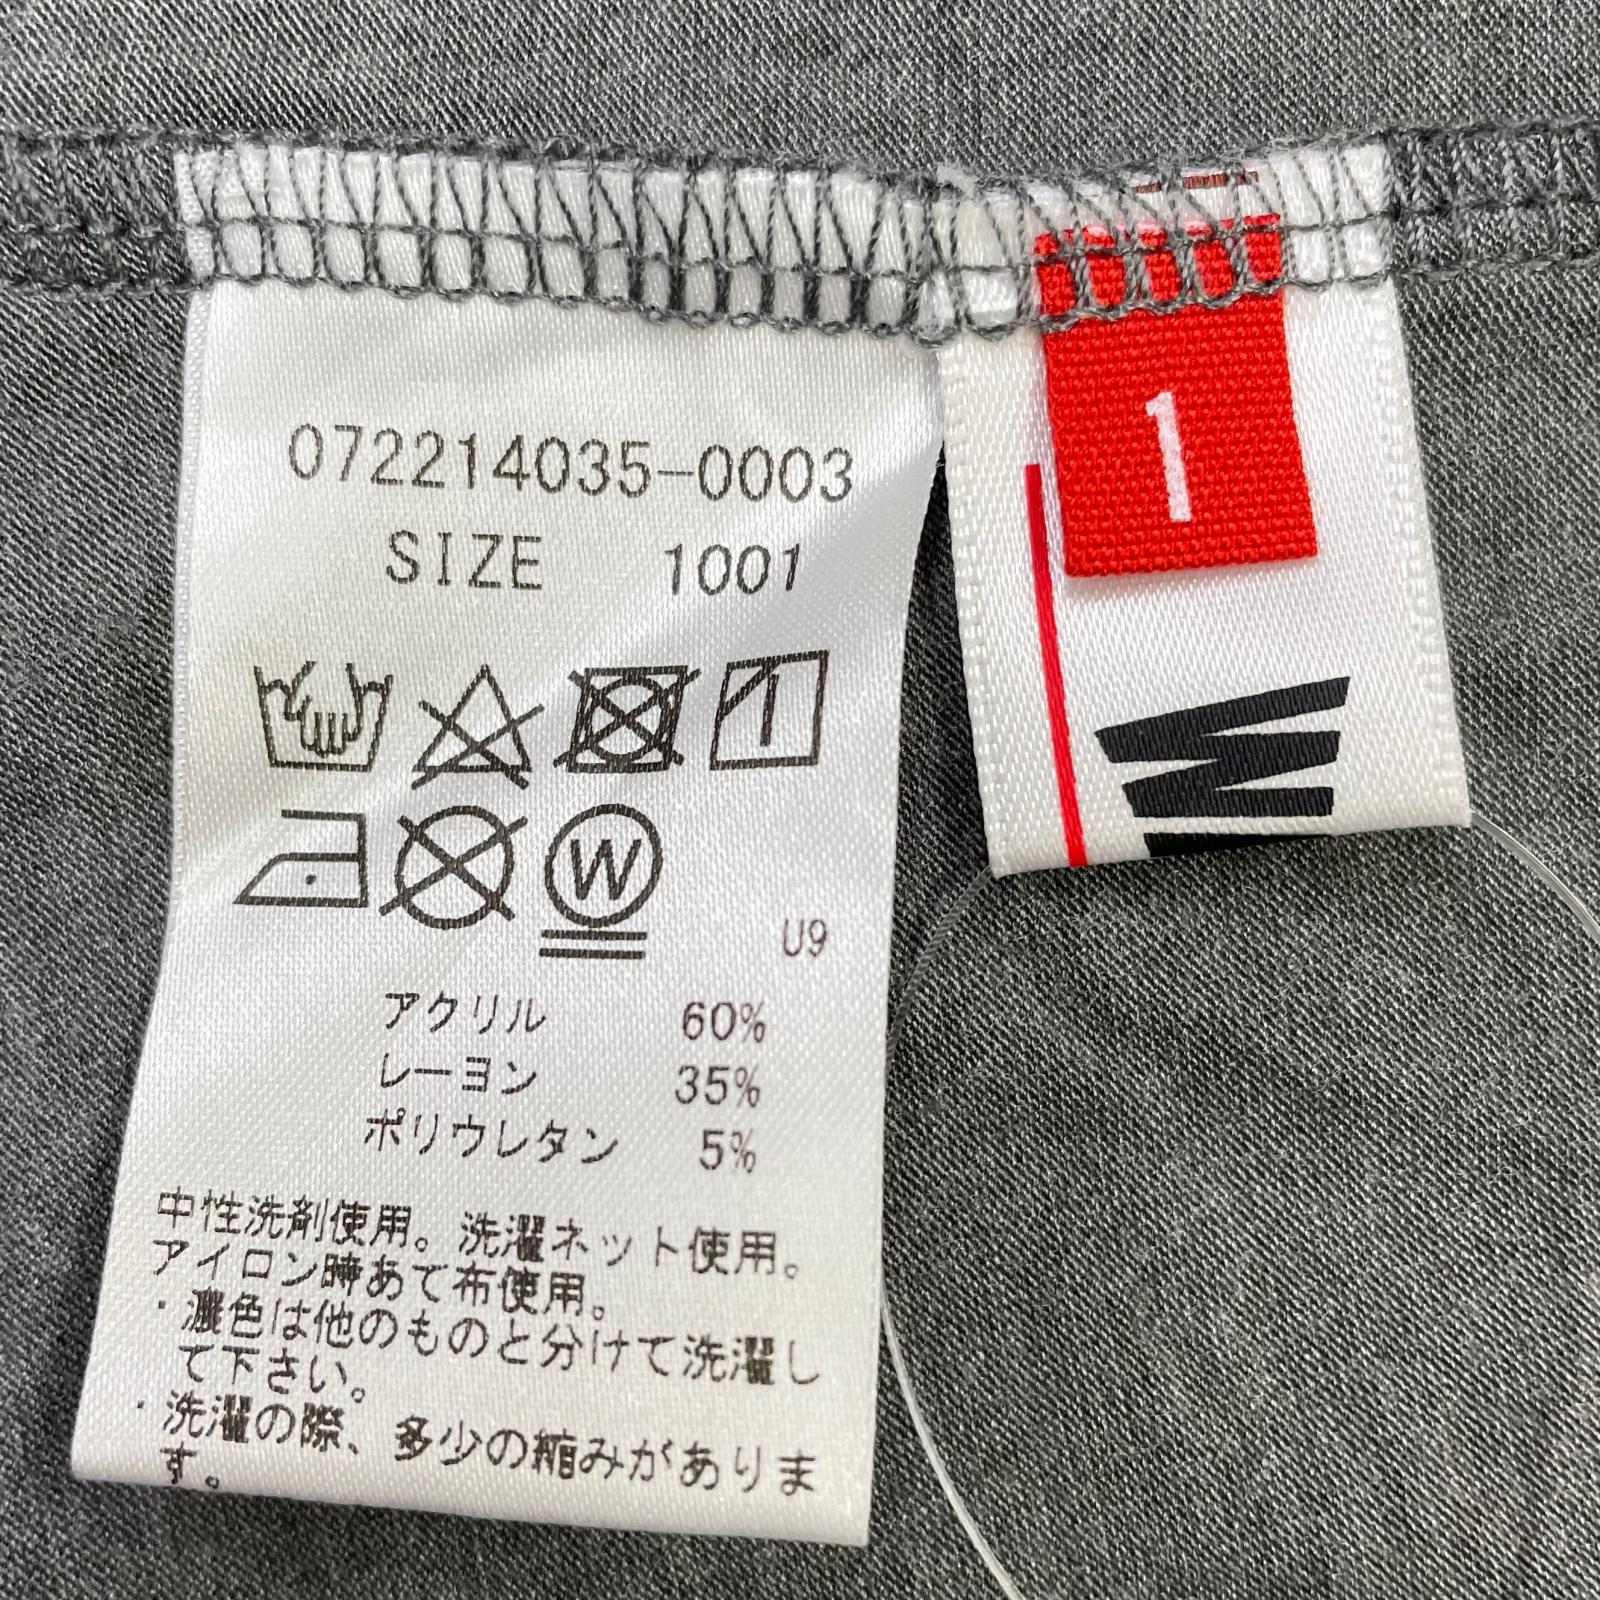 072214035-0003
SIZE 1001
W
U9
アクリル 60%
レーヨン 35%
ポリウレタン 5%
中性洗剤使用。洗濯ネット使用。
アイロン時あて布使用。
・濃色は他のものと分けて洗濯し
て下さい。
・洗濯の際、多少の縮みがありま
す。
1